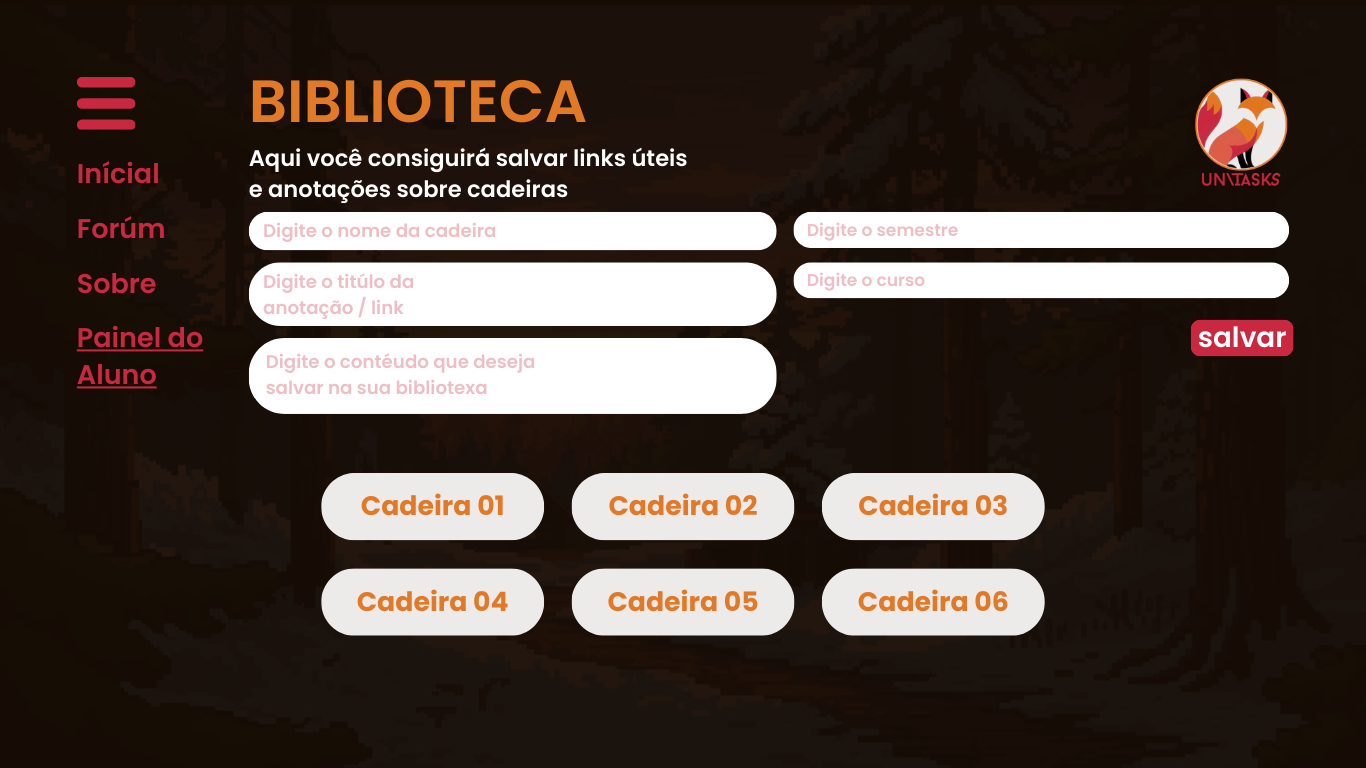 BIBLIOTECA
Aqui você consiguirá salvar links úteis
e anotações sobre cadeiras
UNITASKS
Inícial
Forúm
Sobre
Painel do
Aluno
Digite o nome da cadeira
Digite o semestre
Digite o titúlo da
anotação / link
Digite o curso
salvar
Digite o contéudo que deseja
salvar na sua bibliotexa
Cadeira 01
Cadeira 02
Cadeira 03
Cadeira 04
Cadeira 05
Cadeira 06